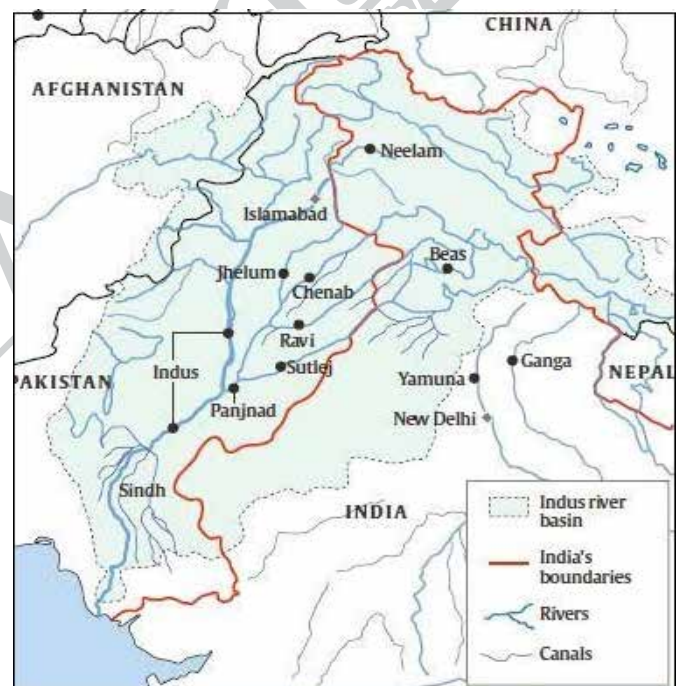 CHINA
AFGHANISTAN
Neelam
Islamabad
Beas
Jhelum
Chenab
Ravi
Indus
Sutlej
Ganga
PAKISTAN
Yamuna
NEPAL
Panjnad
New Delhi
Sindh
INDIA
Indus river
basin
India's
boundaries
Rivers
Canals